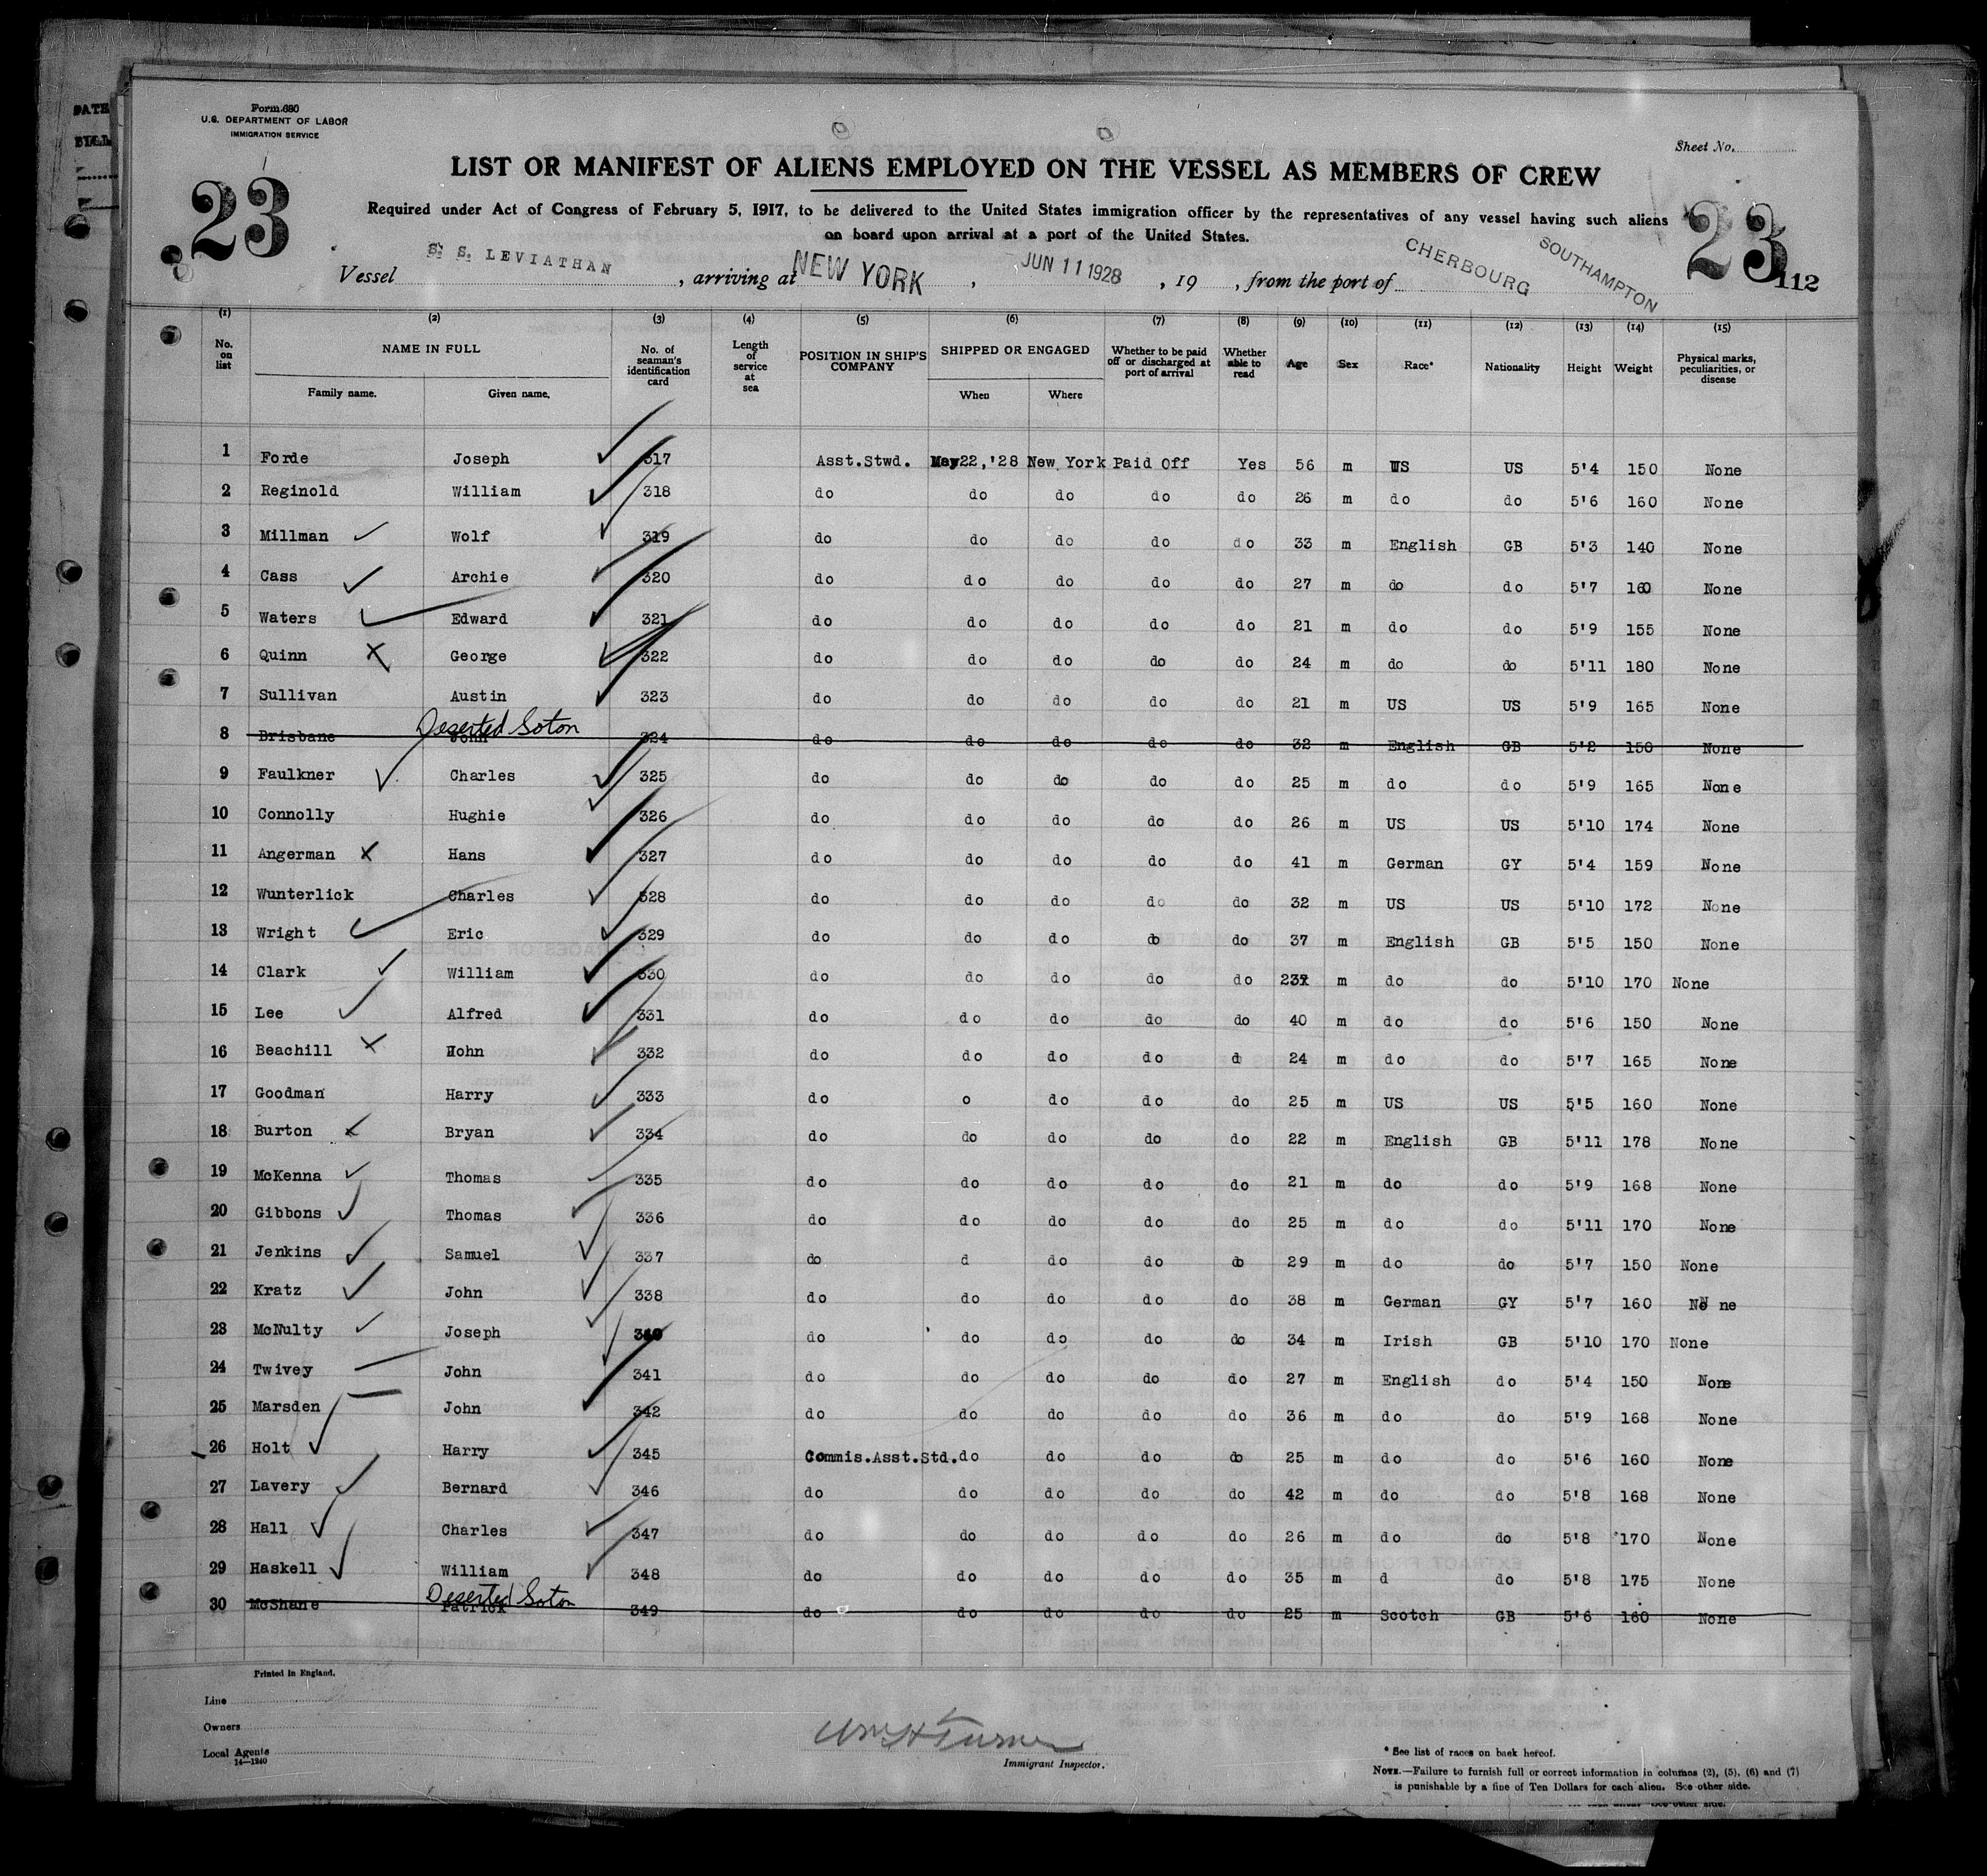 DATE
BILL
Form 680
U.S. DEPARTMENT OF LABOR
IMMIGRATION SERVICE
Sheet No.
LIST OR MANIFEST OF ALIENS EMPLOYED ON THE VESSEL AS MEMBERS OF CREW
23 23
Required under Act of Congress of February 5, 1917, to be delivered to the United States immigration officer by the representatives of any vessel having such aliens
on board upon arrival at a port of the United States.
Vessel S. S. LEVIATHAN, arriving at NEW YORK, JUN 11 1928, 19, from the port of CHERBOURG SOUTHAMPTON 112
(1) (2) (3) (4) (5) (6) (7) (8) (9) (10) (11) (12) (13) (14) (15)
No. on list NAME IN FULL No. of seaman's identification card Length of service at sea POSITION IN SHIP'S COMPANY SHIPPED OR ENGAGED Whether to be paid off or discharged at port of arrival Whether able to read Age Sex Race* Nationality Height Weight Physical marks, peculiarities, or disease
Family name. Given name. When Where
1 Forde Joseph 317 Asst.Stwd. May22,'28 New York Paid Off Yes 56 m US US 5'4 150 None
2 Reginold William 318 do do do do do 26 m do do 5'6 160 None
3 Millman Wolf 319 do do do do do 33 m English GB 5'3 140 None
4 Cass Archie 320 do do do do do 27 m do do 5'7 160 None
5 Waters Edward 321 do do do do do 21 m do do 5'9 155 None
6 Quinn George 322 do do do do do 24 m do do 5'11 180 None
7 Sullivan Austin 323 do do do do do 21 m US US 5'9 165 None
Deserted Soton
8 Brisbane John 324 do do do do do 32 m English GB 5'2 150 None
9 Faulkner Charles 325 do do do do do 25 m do do 5'9 165 None
10 Connolly Hughie 326 do do do do do 26 m US US 5'10 174 None
11 Angerman Hans 327 do do do do do 41 m German GY 5'4 159 None
12 Wunterlick Charles 328 do do do do do 32 m US US 5'10 172 None
13 Wright Eric 329 do do do do do 37 m English GB 5'5 150 None
14 Clark William 330 do do do do do m do do 5'10 170 None
15 Lee Alfred 331 do do do do do 40 m do do 5'6 150 None
16 Beachill Hohn 332 do do do do d 24 m do do 5'7 165 None
17 Goodman Harry 333 do o do do do 25 m US US 5'5 160 None
18 Burton Bryan 334 do do do do do 22 m English GB 5'11 178 None
19 McKenna Thomas 335 do do do do do 21 m do do 5'9 168 None
20 Gibbons Thomas 336 do do do do do 25 m do do 5'11 170 None
21 Jenkins Samuel 337 do d do do do 29 m do do 5'7 150 None
22 Kratz John 338 do do do do do 38 m German GY 5'7 160 None
23 McNulty Joseph 340 do do do do do 34 m Irish GB 5'10 170 None
24 Twivey John 341 do do do do do 27 m English do 5'4 150 None
25 Marsden John 342 do do do do do 36 m do do 5'9 168 None
26 Holt Harry 345 Commis.Asst.Std. do do do do 25 m do do 5'6 160 None
27 Lavery Bernard 346 do do do do do 42 m do do 5'8 168 None
28 Hall Charles 347 do do do do do 26 m do do 5'8 170 None
29 Haskell William 348 do do do do do 35 m d do 5'8 175 None
Deserted Soton
30 McShane Patrick 349 do do do do do 25 m Scotch GB 5'6 160 None
Printed in England.
Line
Owners
Local Agents
14—1240
Wm H Turner
Immigrant Inspector.
* See list of races on back hereof.
NOTE.—Failure to furnish full or correct information in columns (2), (5), (6) and (7)
is punishable by a fine of Ten Dollars for each alien. See other side.